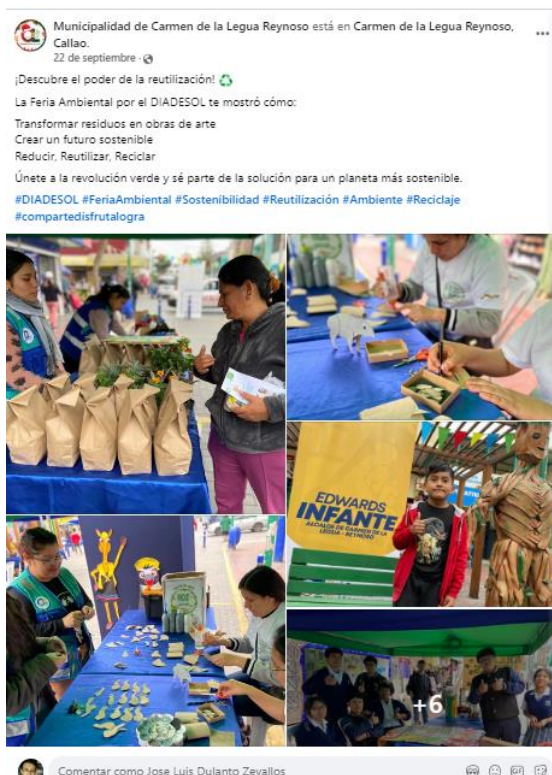 Municipalidad de Carmen de la Legua Reynoso está en Carmen de la Legua Reynoso,
Callao.
22 de septiembre ·
¡Descubre el poder de la reutilización!
La Feria Ambiental por el DIADESOL te mostró cómo:
Transformar residuos en obras de arte
Crear un futuro sostenible
Reducir, Reutilizar, Reciclar
Únete a la revolución verde y sé parte de la solución para un planeta más sostenible.
#DIADESOL #FeriaAmbiental #Sostenibilidad #Reutilización #Ambiente #Reciclaje
#compartedisfrutalogra
EDWARDS
INFANTE
ALCALDE DE CARMEN DE LA
LEGUA - REYNOSO
+6
Comentar como Jose Luis Dulanto Zevallos